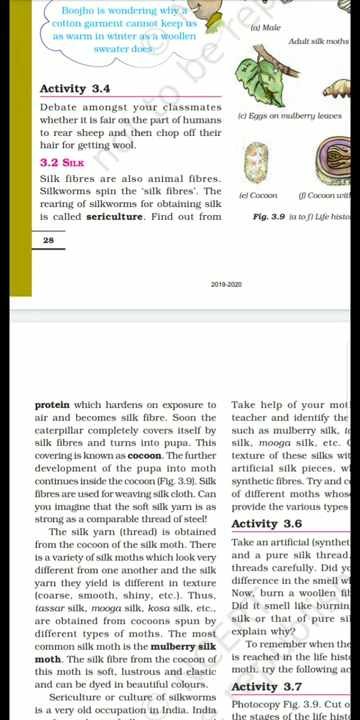 Boojho is wondering why a
cotton garment cannot keep us
as warm in winter as a woollen
sweater does.
Activity 3.4
Debate amongst your classmates
whether it is fair on the part of humans
to rear sheep and then chop off their
hair for getting wool.
3.2 SILK
Silk fibres are also animal fibres.
Silkworms spin the ‘silk fibres’. The
rearing of silkworms for obtaining silk
is called sericulture. Find out from
28
(a) Male
Adult silk moths
(c) Eggs on mulberry leaves
(e) Cocoon
(f) Cocoon
Fig. 3.9 (a to f) Life
2019-2020
protein which hardens on exposure to
air and becomes silk fibre. Soon the
caterpillar completely covers itself by
silk fibres and turns into pupa. This
covering is known as cocoon. The further
development of the pupa into moth
continues inside the cocoon (Fig. 3.9). Silk
fibres are used for weaving silk cloth. Can
you imagine that the soft silk yarn is as
strong as a comparable thread of steel!
The silk yarn (thread) is obtained
from the cocoon of the silk moth. There
is a variety of silk moths which look very
different from one another and the silk
yarn they yield is different in texture
(coarse, smooth, shiny, etc.). Thus,
tassar silk, mooga silk, kosa silk, etc.,
are obtained from cocoons spun by
different types of moths. The most
common silk moth is the mulberry silk
moth. The silk fibre from the cocoon of
this moth is soft, lustrous and elastic
and can be dyed in beautiful colours.
Sericulture or culture of silkworms
is a very old occupation in India. India
Take help of your
teacher and identify the
such as mulberry silk,
silk, mooga silk, etc.
texture of these silks
artificial silk pieces,
synthetic fibres. Try and
of different moths
provide the various types
Activity 3.6
Take an artificial
and a pure silk thread.
threads carefully. Did
difference in the smell
Now, burn a woollen
Did it smell like burning
silk or that of pure
explain why?
To remember when the
is reached in the life
moth, try the following
Activity 3.7
Photocopy Fig. 3.9. Cut
the stages of the life